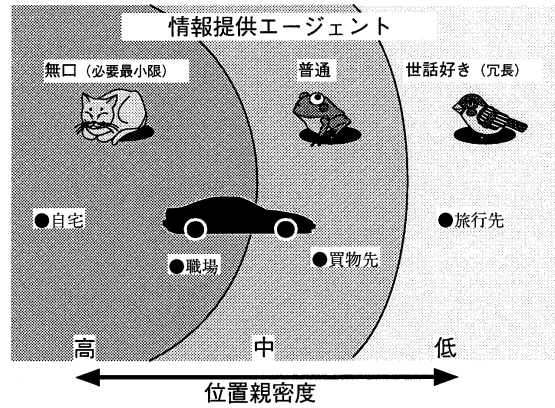 情報提供エージェント
無口（必要最小限）
普通
世話好き（冗長）
●自宅
●旅行先
●職場
●買物先
高
中
低
位置親密度